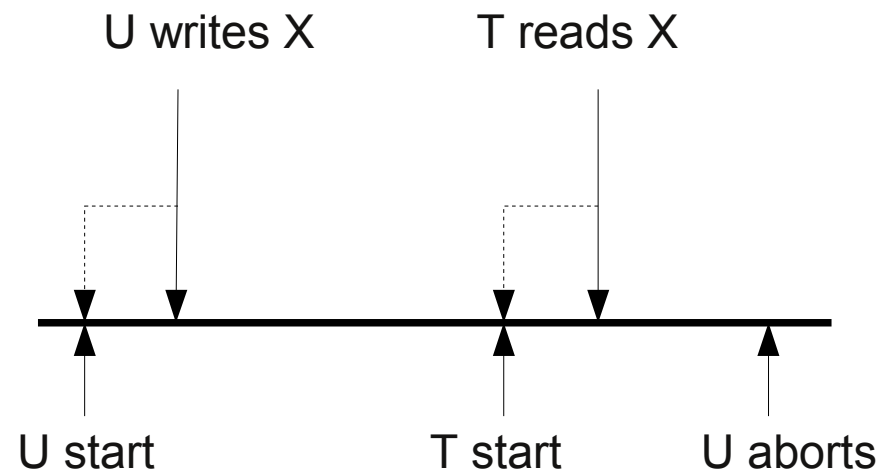 U writes X
T reads X
U start
T start
U aborts